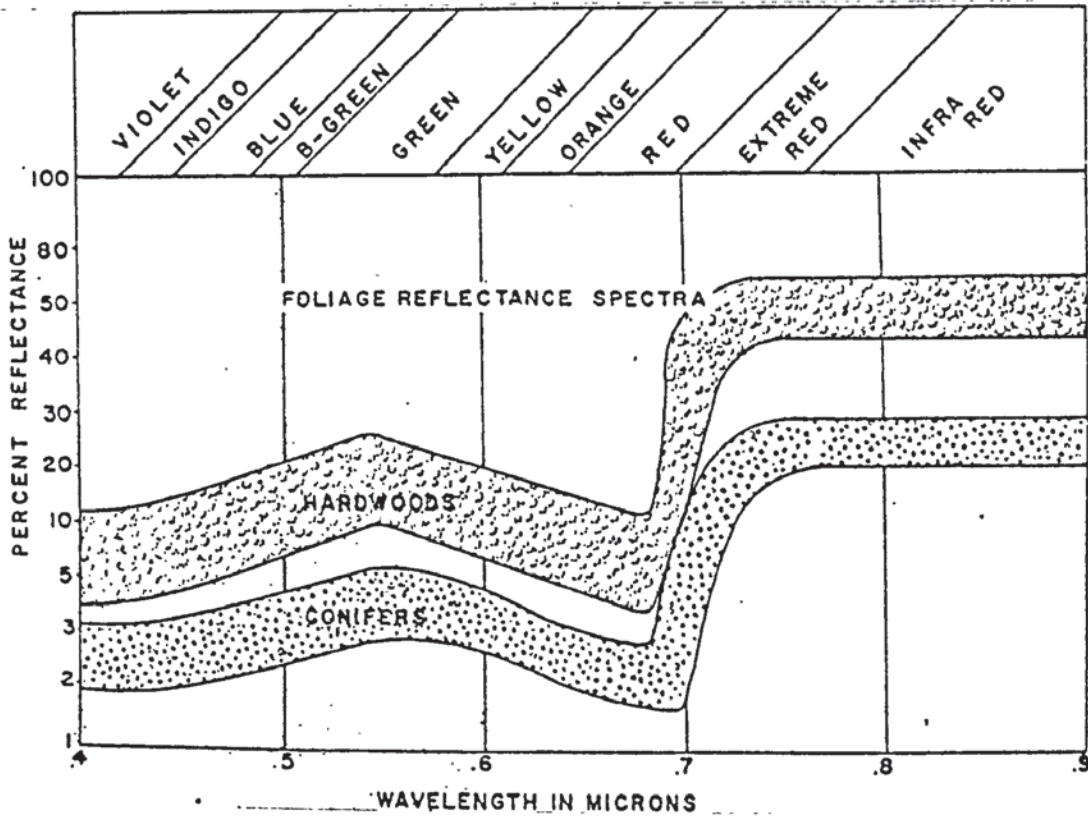 VIOLET
INDIGO
BLUE
B-GREEN
GREEN
YELLOW
ORANGE
RED
EXTREME
RED
INFRA
RED
100
80
50
40
30
20
10
5
3
2
1
PERCENT REFLECTANCE
FOLIAGE REFLECTANCE SPECTRA
HARDWOODS
CONIFERS
.4
.5
.6
.7
.8
.9
WAVELENGTH IN MICRONS